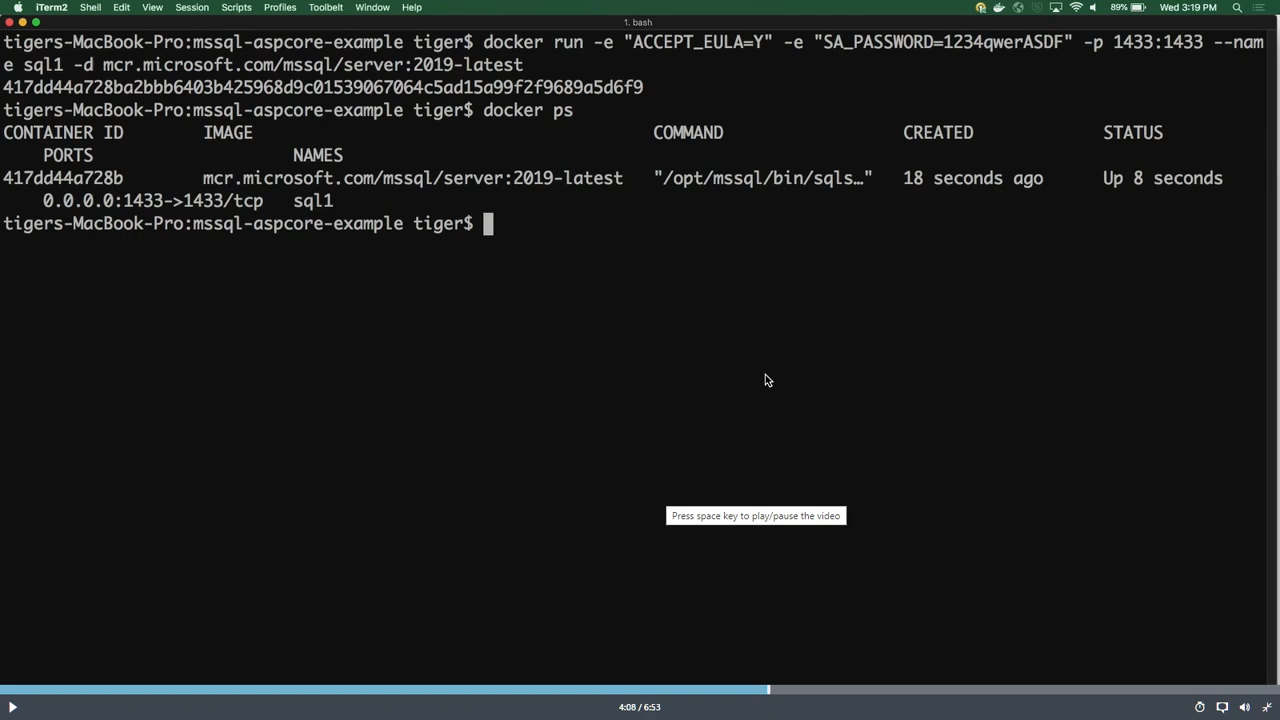 iTerm2 Shell Edit View Session Scripts Profiles Toolbelt Window Help 89% Wed 3:19 PM
1. bash
tigers-MacBook-Pro:mssql-aspcore-example tiger$ docker run -e "ACCEPT_EULA=Y" -e "SA_PASSWORD=1234qwerASDF" -p 1433:1433 --nam
e sql1 -d mcr.microsoft.com/mssql/server:2019-latest
417dd44a728ba2bbb6403b425968d9c01539067064c5ad15a99f2f9689a5d6f9
tigers-MacBook-Pro:mssql-aspcore-example tiger$ docker ps
CONTAINER ID IMAGE COMMAND CREATED STATUS
PORTS NAMES
417dd44a728b mcr.microsoft.com/mssql/server:2019-latest "/opt/mssql/bin/sqls…" 18 seconds ago Up 8 seconds
0.0.0.0:1433->1433/tcp sql1
tigers-MacBook-Pro:mssql-aspcore-example tiger$
Press space key to play/pause the video
4:08 / 6:53